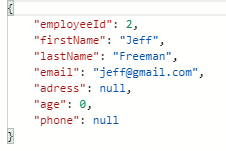 {
"employeeId": 2,
"firstName": "Jeff",
"lastName": "Freeman",
"email": "jeff@gmail.com",
"adress": null,
"age": 0,
"phone": null
}